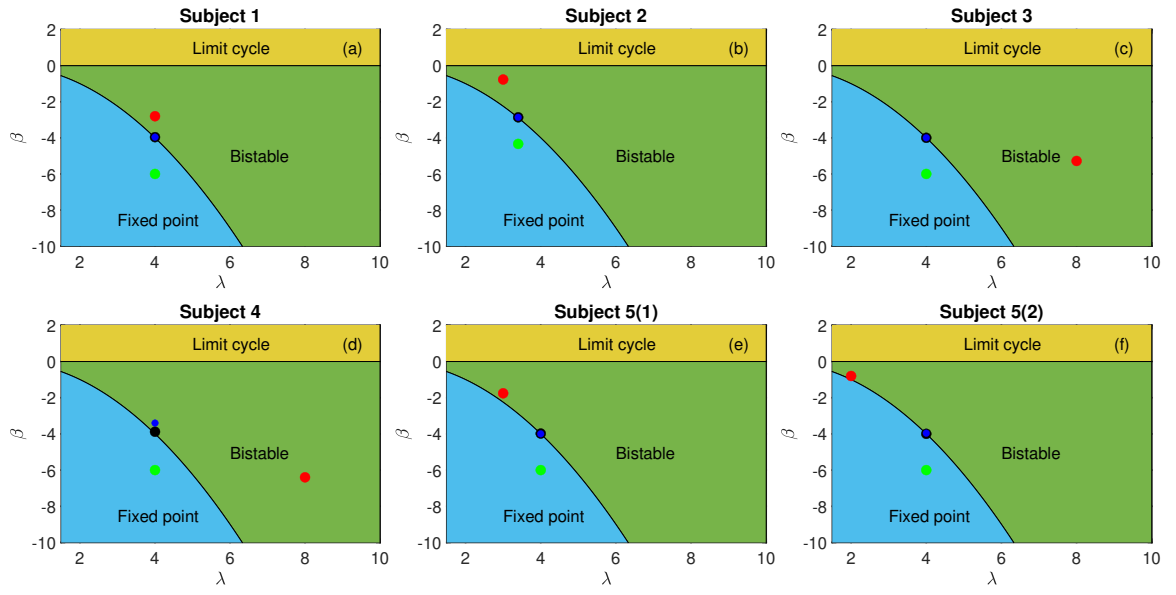 Subject 1
2
0
-2
-4
-6
-8
-10
β
Limit cycle
(a)
Bistable
Fixed point
2 4 6 8 10
λ
Subject 2
2
0
-2
-4
-6
-8
-10
β
Limit cycle
(b)
Bistable
Fixed point
2 4 6 8 10
λ
Subject 3
2
0
-2
-4
-6
-8
-10
β
Limit cycle
(c)
Bistable
Fixed point
2 4 6 8 10
λ
Subject 4
2
0
-2
-4
-6
-8
-10
β
Limit cycle
(d)
Bistable
Fixed point
2 4 6 8 10
λ
Subject 5(1)
2
0
-2
-4
-6
-8
-10
β
Limit cycle
(e)
Bistable
Fixed point
2 4 6 8 10
λ
Subject 5(2)
2
0
-2
-4
-6
-8
-10
β
Limit cycle
(f)
Bistable
Fixed point
2 4 6 8 10
λ